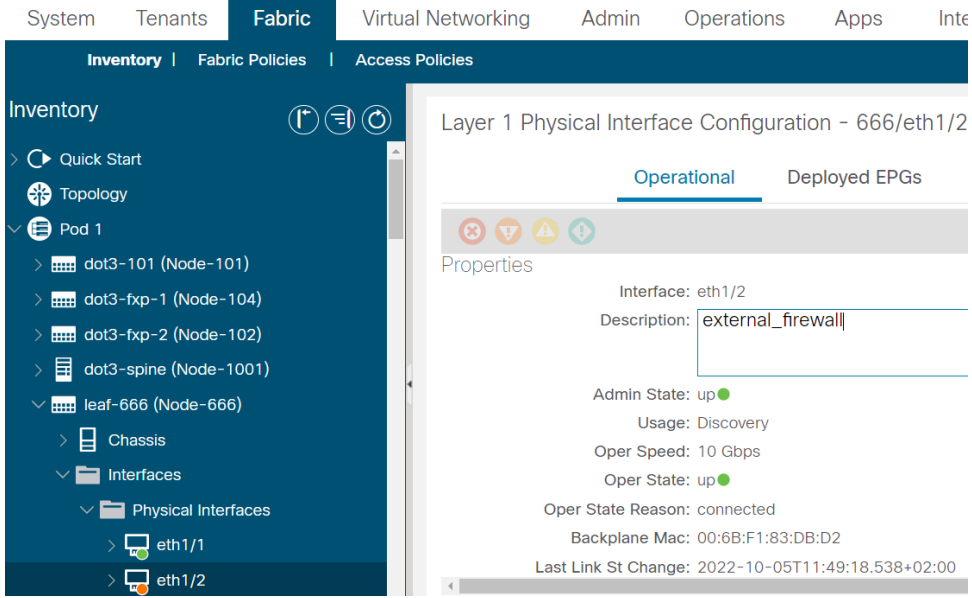 System Tenants Fabric Virtual Networking Admin Operations Apps Inte
Inventory | Fabric Policies | Access Policies
Inventory
Quick Start
Topology
Pod 1
dot3-101 (Node-101)
dot3-fxp-1 (Node-104)
dot3-fxp-2 (Node-102)
dot3-spine (Node-1001)
leaf-666 (Node-666)
Chassis
Interfaces
Physical Interfaces
eth1/1
eth1/2
Layer 1 Physical Interface Configuration - 666/eth1/2
Operational Deployed EPGs
Properties
Interface: eth1/2
Description: external_firewall
Admin State: up
Usage: Discovery
Oper Speed: 10 Gbps
Oper State: up
Oper State Reason: connected
Backplane Mac: 00:6B:F1:83:DB:D2
Last Link St Change: 2022-10-05T11:49:18.538+02:00